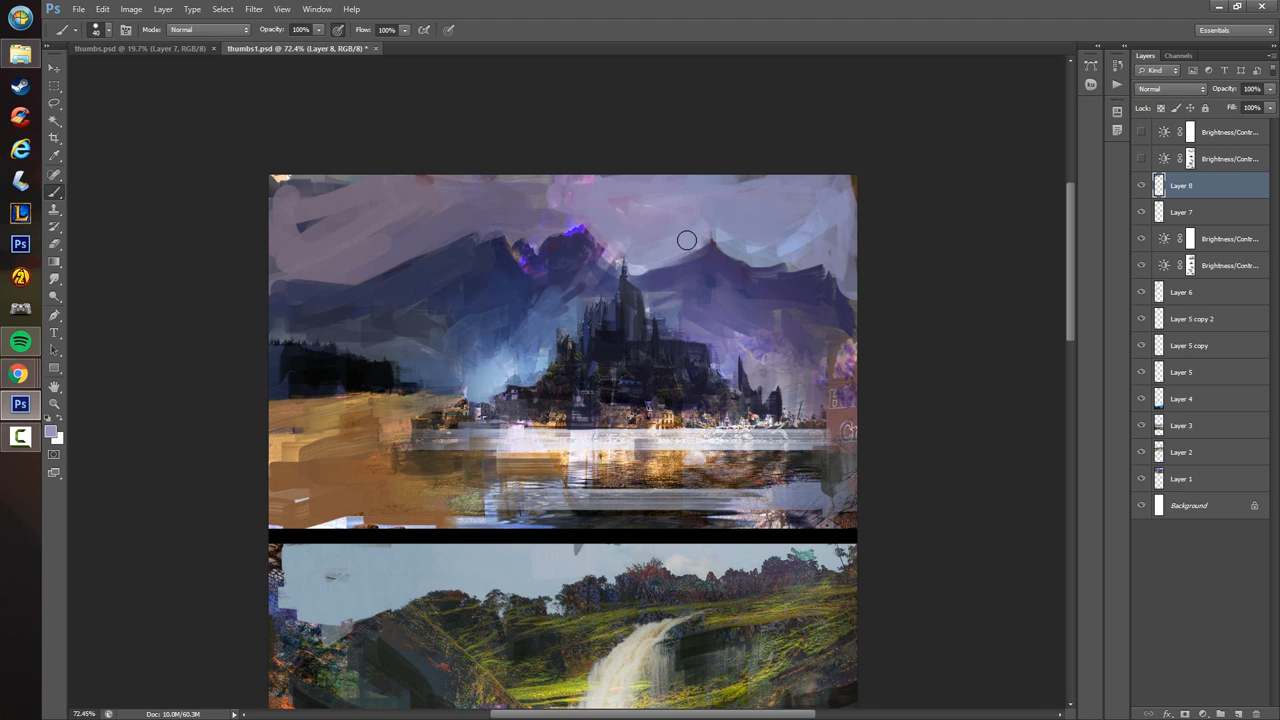 Ps File Edit Image Layer Type Select Filter View Window Help
40 Mode: Normal Opacity: 100% Flow: 100% Essentials
thumbs.psd @ 19.7% (Layer 7, RGB/8) × thumbs1.psd @ 72.4% (Layer 8, RGB/8) * ×
Layers Channels
Kind
Normal Opacity: 100%
Lock: Fill: 100%
Brightness/Contr...
Brightness/Contr...
Layer 8
Layer 7
Brightness/Contr...
Brightness/Contr...
Layer 6
Layer 5 copy 2
Layer 5 copy
Layer 5
Layer 4
Layer 3
Layer 2
Layer 1
Background
Ch
72.45% Doc: 10.0M/60.3M